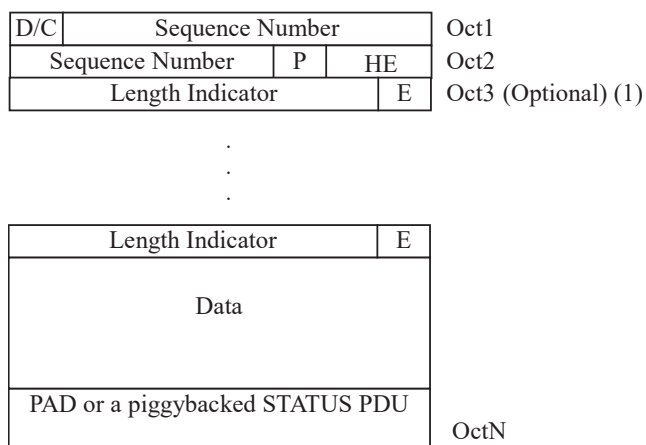 D/C Sequence Number Oct1
Sequence Number P HE Oct2
Length Indicator E Oct3 (Optional) (1)
.
.
.
Length Indicator E
Data
PAD or a piggybacked STATUS PDU
OctN